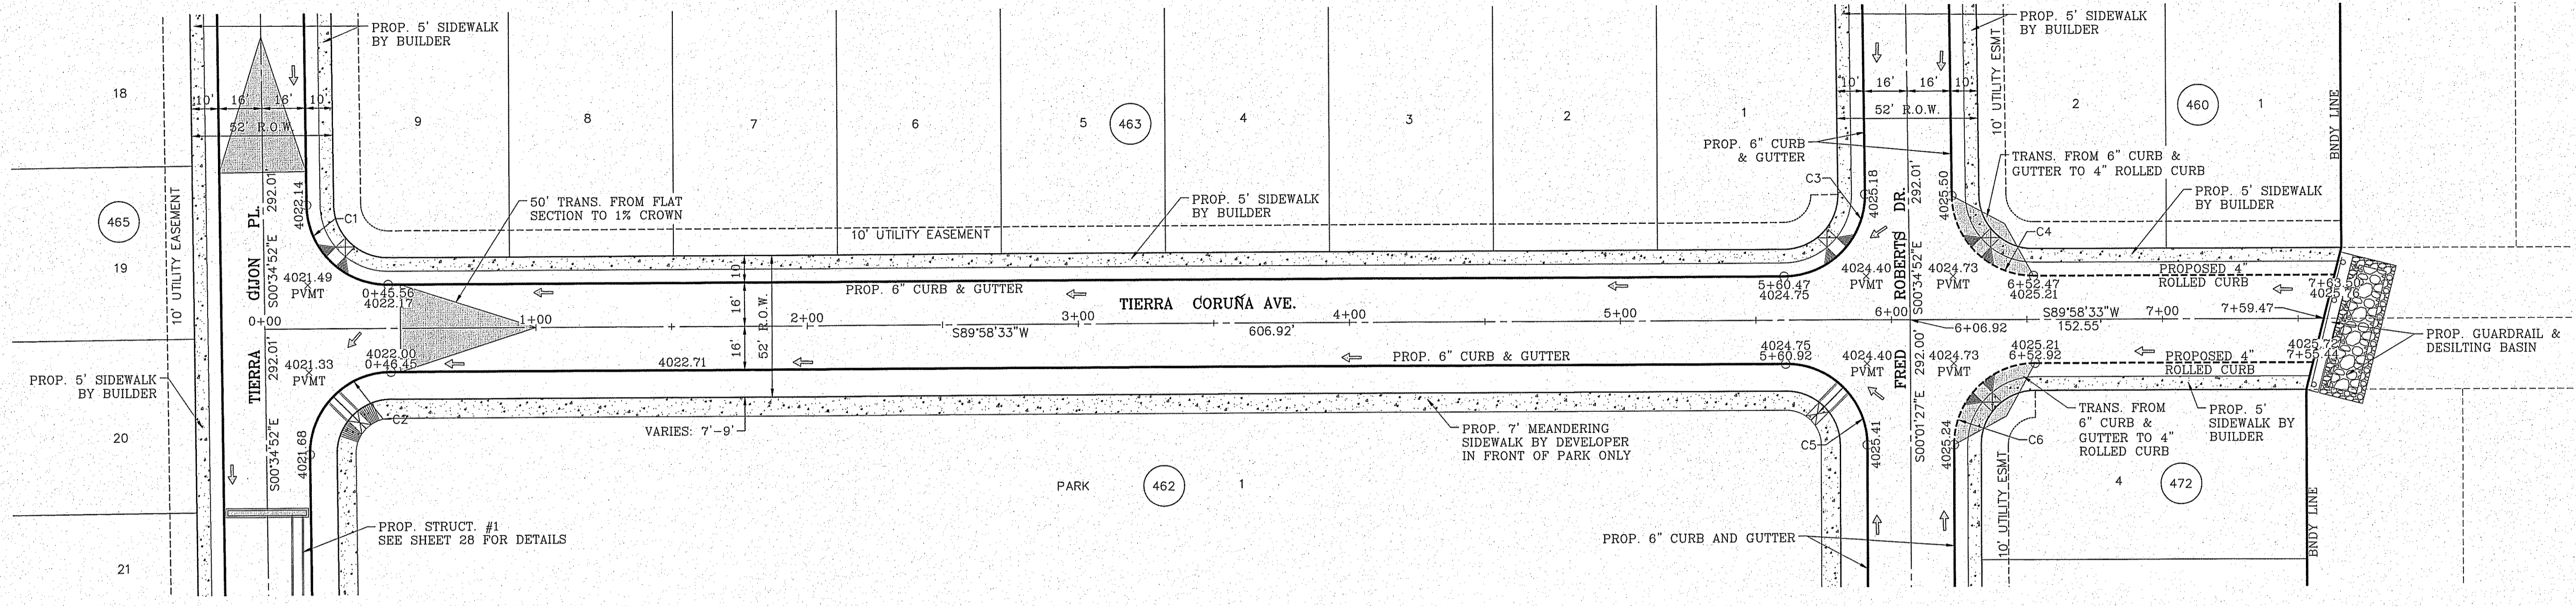 PROP. 5' SIDEWALK
BY BUILDER
18
10'
16'
16'
10'
52' R.O.W.
465
19
10' UTILITY EASEMENT
TIERRA GIJON PL.
292.01'
S00°34'52"E
4022.14
C1
9
8
7
6
5
463
4
3
2
1
50' TRANS. FROM FLAT
SECTION TO 1% CROWN
10' UTILITY EASEMENT
PROP. 5' SIDEWALK
BY BUILDER
PROP. 5' SIDEWALK
BY BUILDER
10'
16'
16'
10'
52' R.O.W.
PROP. 6" CURB
& GUTTER
C3
4025.18
FRED ROBERTS DR.
S00°34'52"E
292.01'
4025.50
10' UTILITY ESMT
2
460
1
BNDY LINE
TRANS. FROM 6" CURB &
GUTTER TO 4" ROLLED CURB
PROP. 5' SIDEWALK
BY BUILDER
C4
4021.49
PVMT
0+45.56
4022.17
PROP. 6" CURB & GUTTER
10'
16'
52' R.O.W.
16'
TIERRA CORUÑA AVE.
5+60.47
4024.75
4024.40
PVMT
4024.73
PVMT
6+52.47
4025.21
PROPOSED 4"
ROLLED CURB
7+63.50
4025.76
0+00
1+00
2+00
3+00
4+00
5+00
6+00
7+00
S89°58'33"W
606.92'
6+06.92
S89°58'33"W
152.55'
7+59.47
PROP. GUARDRAIL &
DESILTING BASIN
4021.33
PVMT
4022.00
0+46.45
4022.71
PROP. 6" CURB & GUTTER
4024.75
5+60.92
4024.40
PVMT
4024.73
PVMT
4025.21
6+52.92
PROPOSED 4"
ROLLED CURB
4025.72
7+55.44
PROP. 5' SIDEWALK
BY BUILDER
292.01'
S00°34'52"E
4021.68
C2
20
21
VARIES: 7'-9'
PROP. 7' MEANDERING
SIDEWALK BY DEVELOPER
IN FRONT OF PARK ONLY
PARK
462
1
C5
4025.41
292.00'
S00°01'27"E
4025.24
C6
TRANS. FROM
6" CURB &
GUTTER TO 4"
ROLLED CURB
PROP. 5'
SIDEWALK BY
BUILDER
10' UTILITY ESMT
4
472
BNDY LINE
PROP. STRUCT. #1
SEE SHEET 28 FOR DETAILS
PROP. 6" CURB AND GUTTER